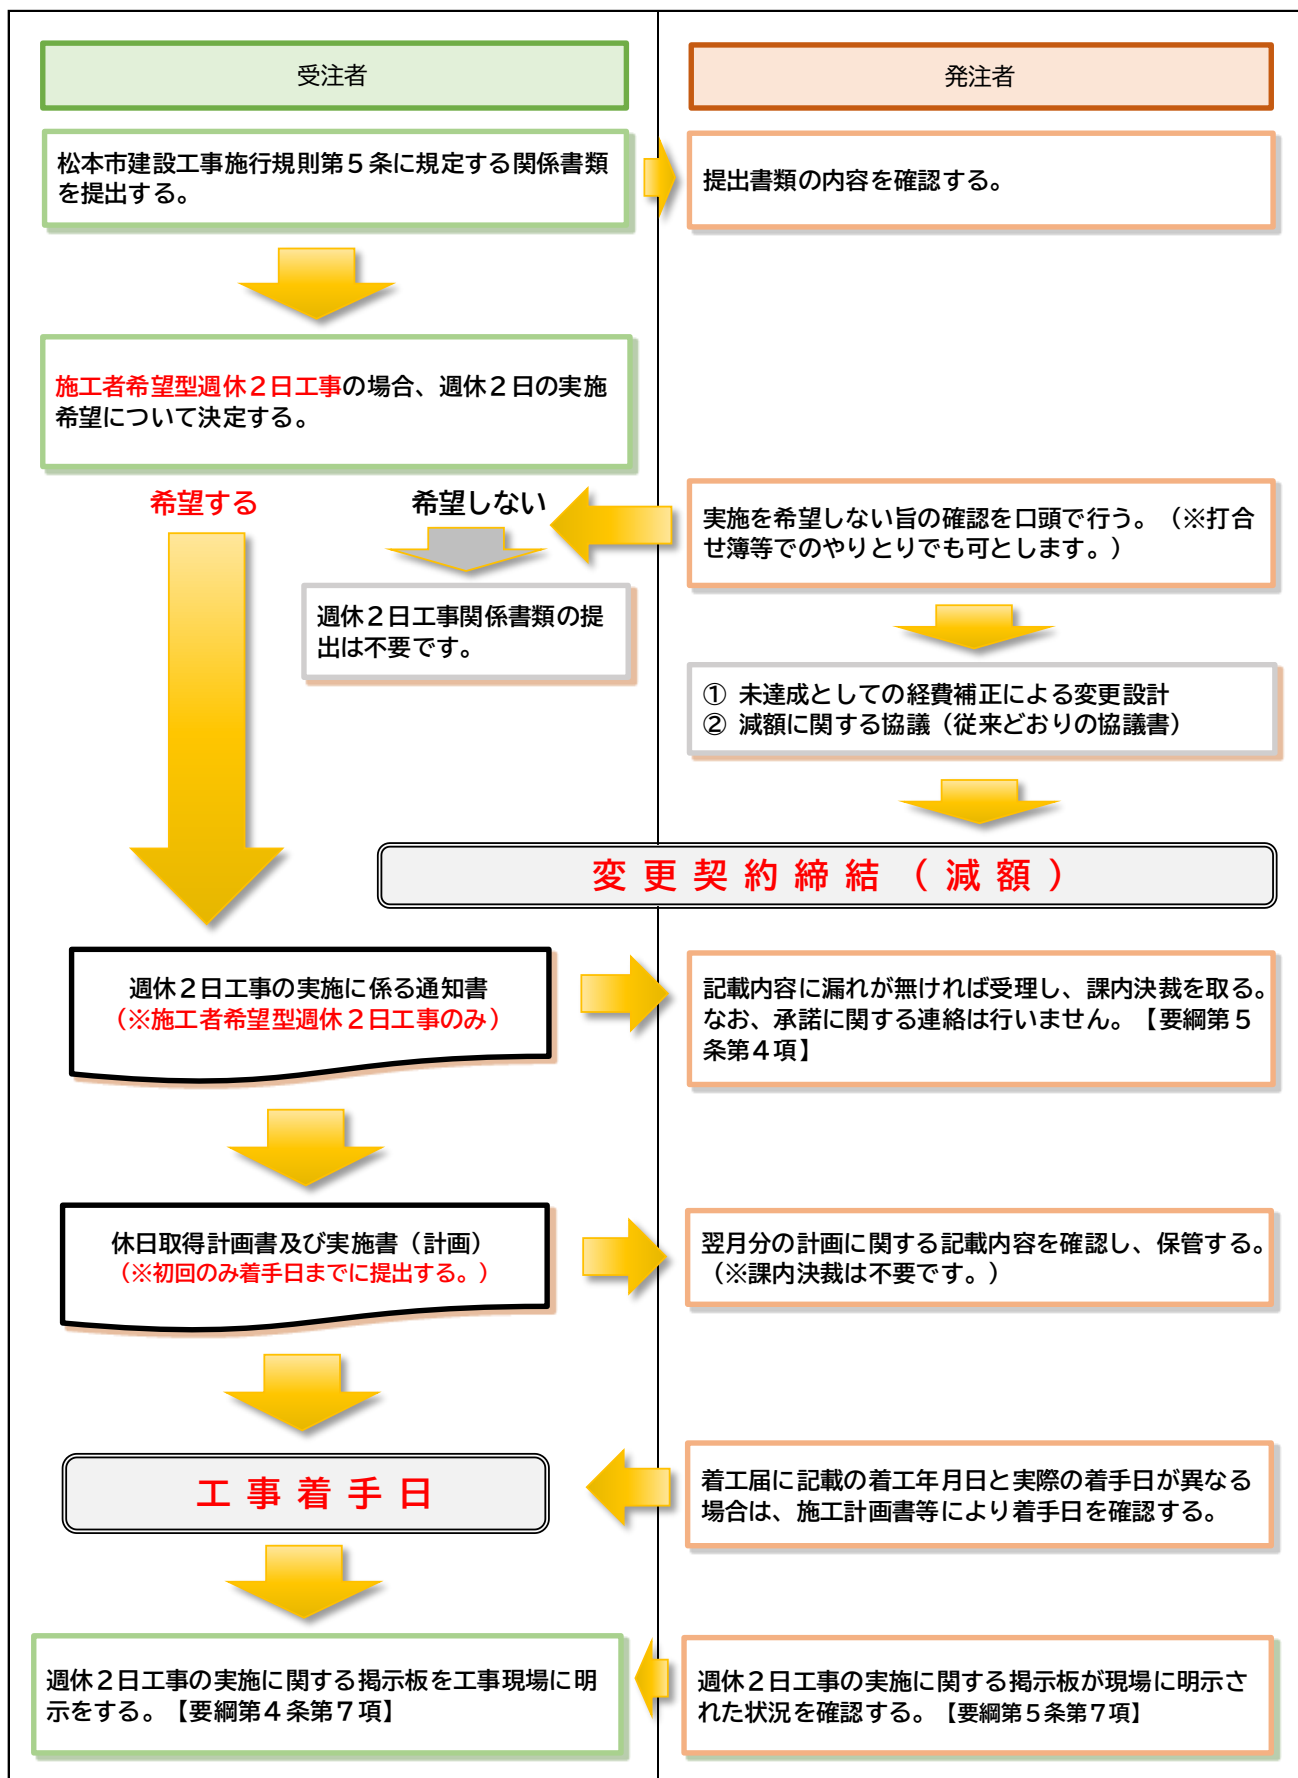 受注者
発注者
松本市建設工事施行規則第５条に規定する関係書類
を提出する。
提出書類の内容を確認する。
施工者希望型週休２日工事の場合、週休２日の実施
希望について決定する。
希望する
希望しない
実施を希望しない旨の確認を口頭で行う。（※打合
せ簿等でのやりとりでも可とします。）
週休２日工事関係書類の提
出は不要です。
① 未達成としての経費補正による変更設計
② 減額に関する協議（従来どおりの協議書）
変更契約締結（減額）
週休２日工事の実施に係る通知書
（※施工者希望型週休２日工事のみ）
記載内容に漏れが無ければ受理し、課内決裁を取る。
なお、承諾に関する連絡は行いません。【要綱第５
条第４項】
休日取得計画書及び実施書（計画）
（※初回のみ着手日までに提出する。）
翌月分の計画に関する記載内容を確認し、保管する。
（※課内決裁は不要です。）
工事着手日
着工届に記載の着工年月日と実際の着手日が異なる
場合は、施工計画書等により着手日を確認する。
週休２日工事の実施に関する掲示板を工事現場に明
示をする。【要綱第４条第７項】
週休２日工事の実施に関する掲示板が現場に明示さ
れた状況を確認する。【要綱第５条第７項】